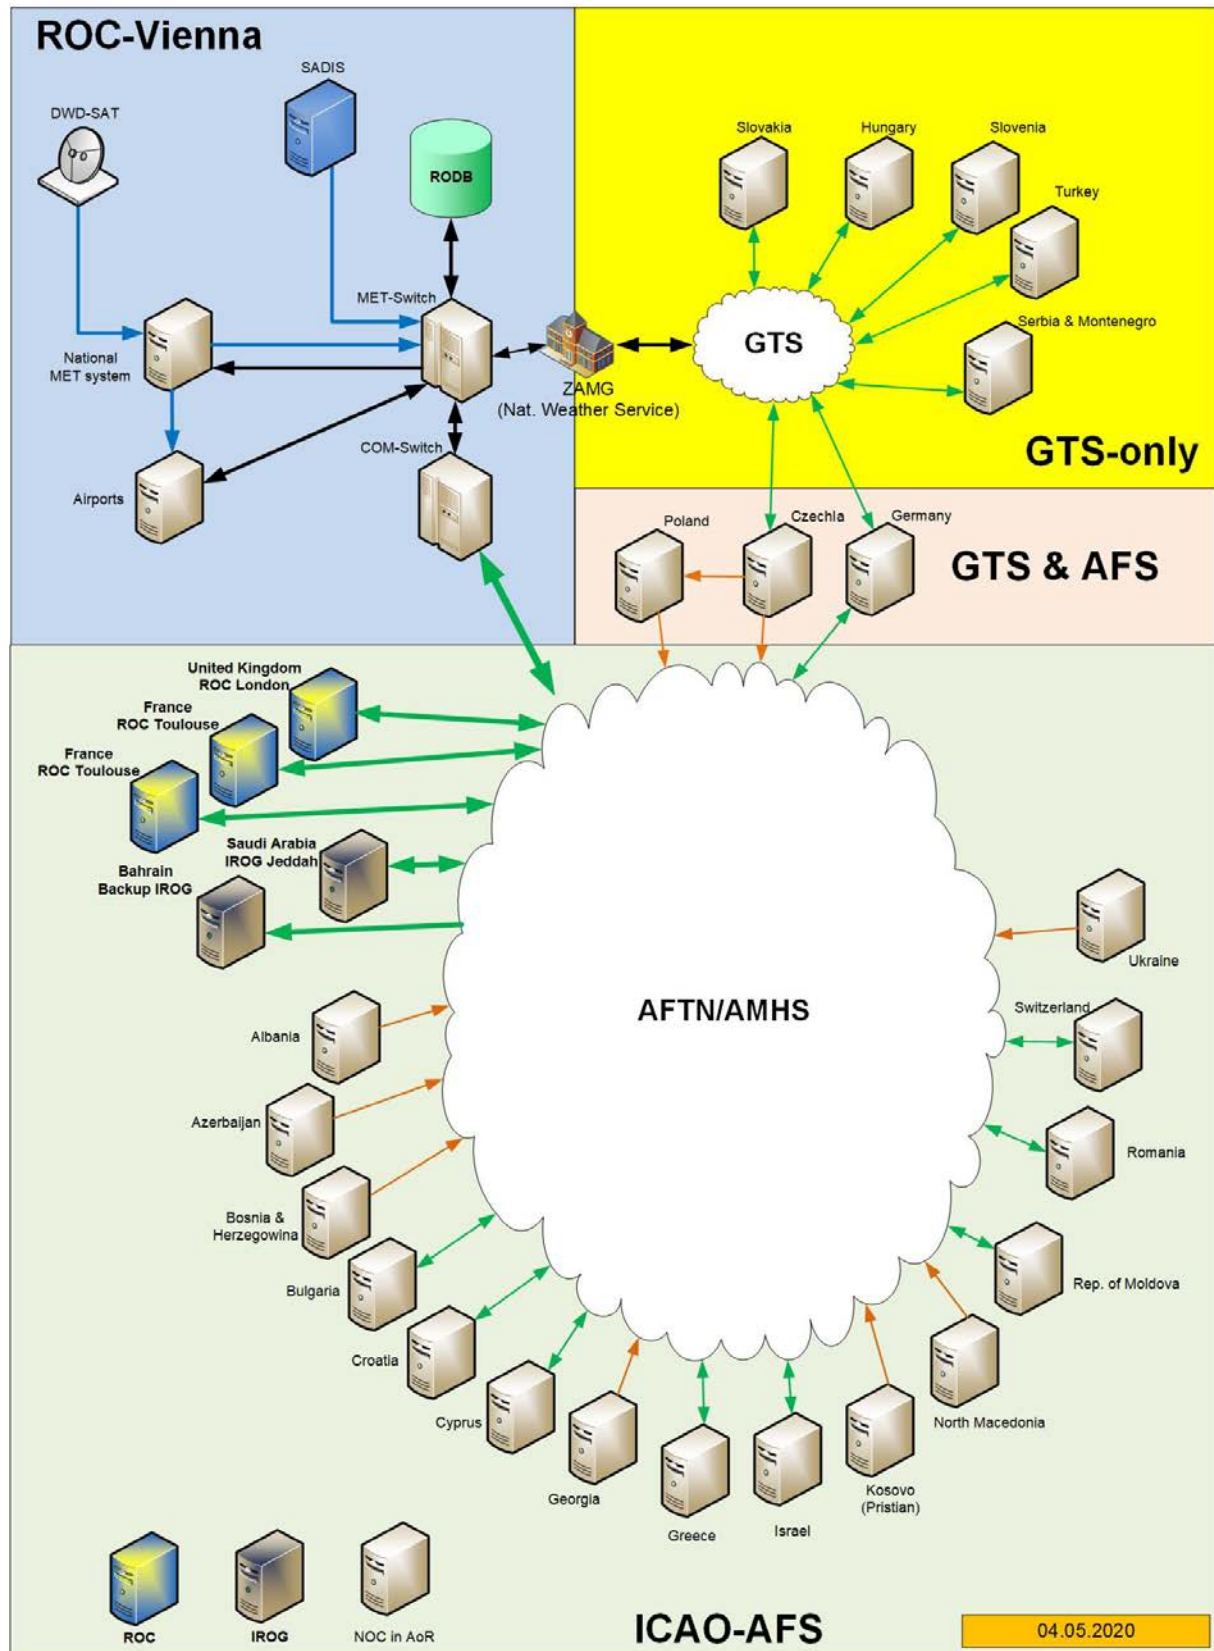 ROC-Vienna
SADIS
DWD-SAT
RODB
MET-Switch
National
MET system
ZAMG
(Nat. Weather Service)
COM-Switch
Airports
Slovakia
Hungary
Slovenia
Turkey
GTS
Serbia & Montenegro
GTS-only
Poland
Czechia
Germany
GTS & AFS
United Kingdom
ROC London
France
ROC Toulouse
France
ROC Toulouse
Saudi Arabia
IROG Jeddah
Bahrain
Backup IROG
Ukraine
AFTN/AMHS
Switzerland
Albania
Azerbaijan
Romania
Bosnia &
Herzegowina
Rep. of Moldova
Bulgaria
Croatia
Cyprus
North Macedonia
Georgia
Kosovo
(Pristian)
Greece
Israel
ROC
IROG
NOC in AoR
ICAO-AFS
04.05.2020